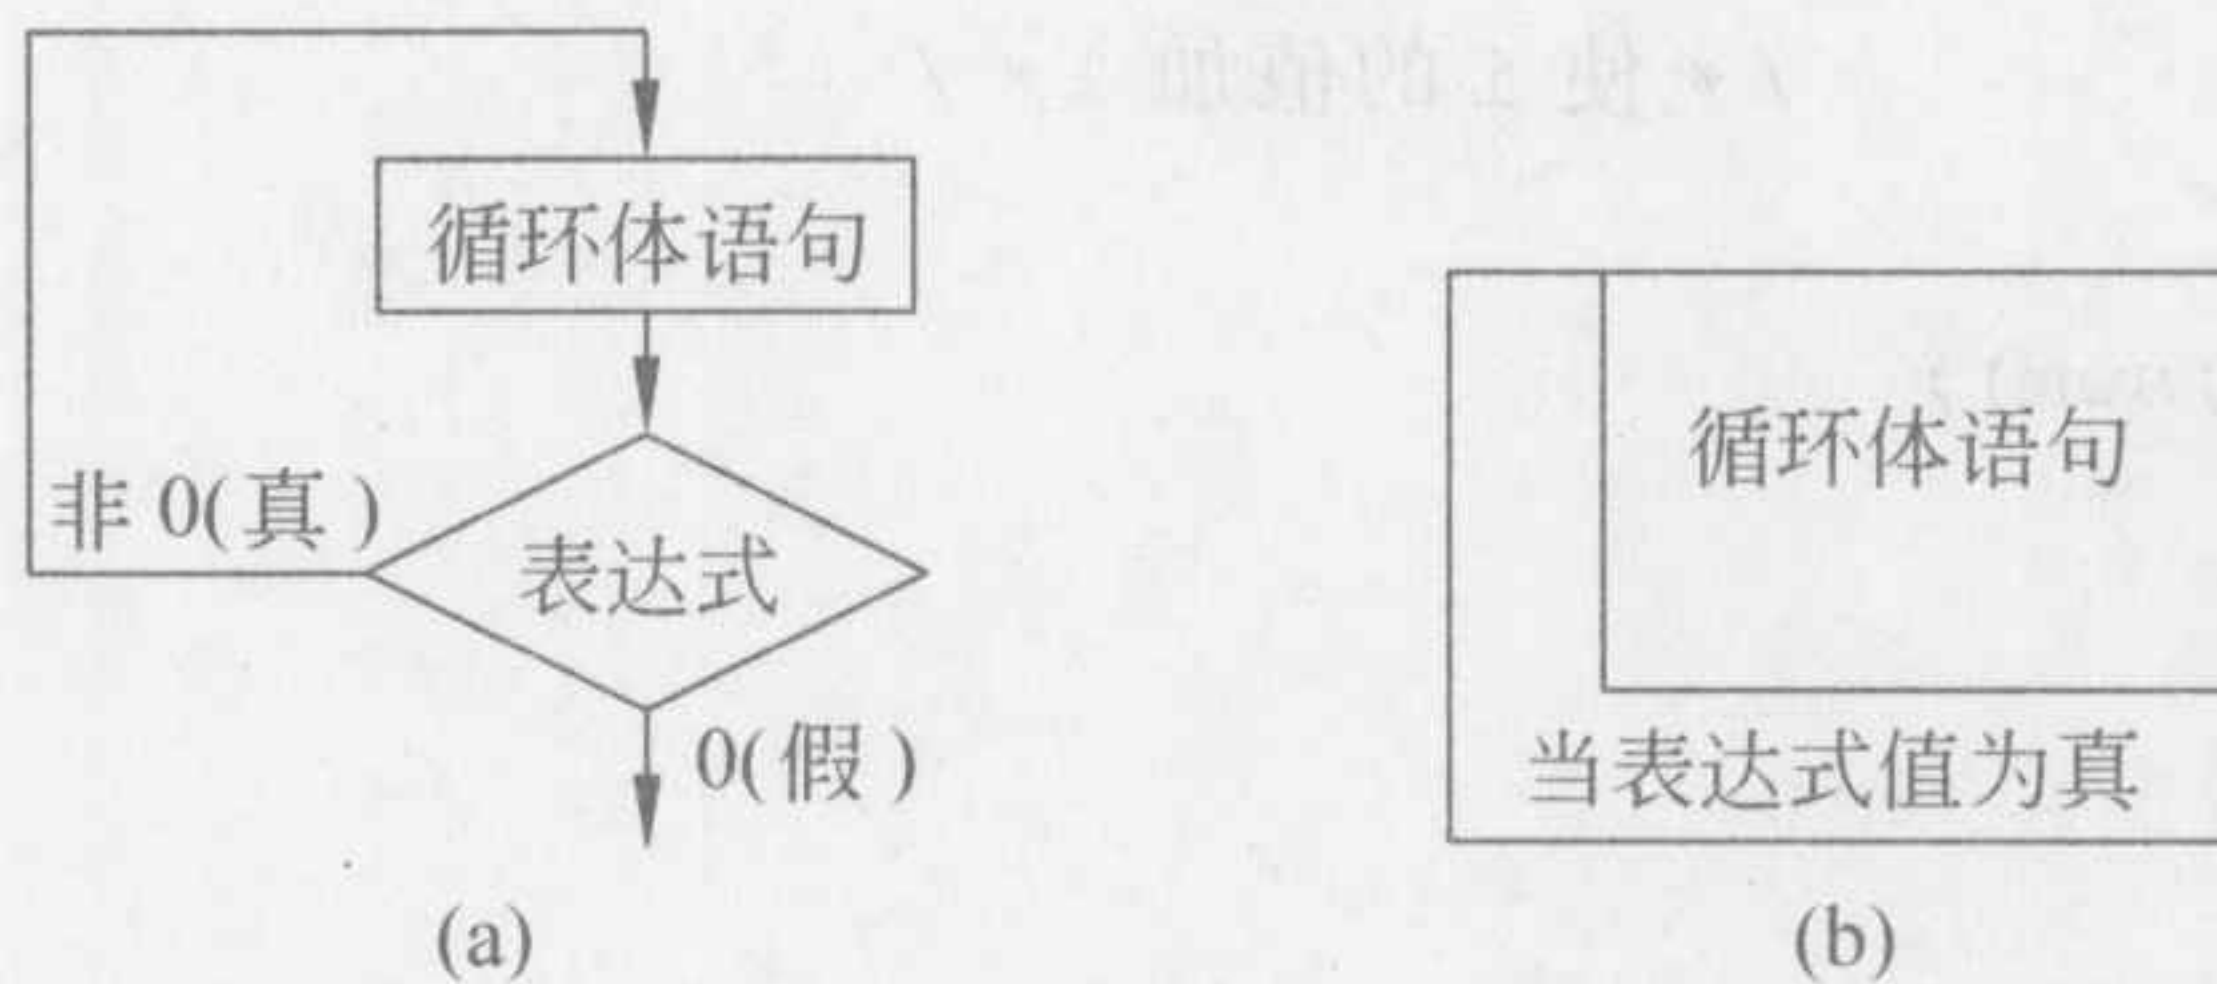 循环体语句
非 0(真)
表达式
0(假)
(a)
循环体语句
当表达式值为真
(b)